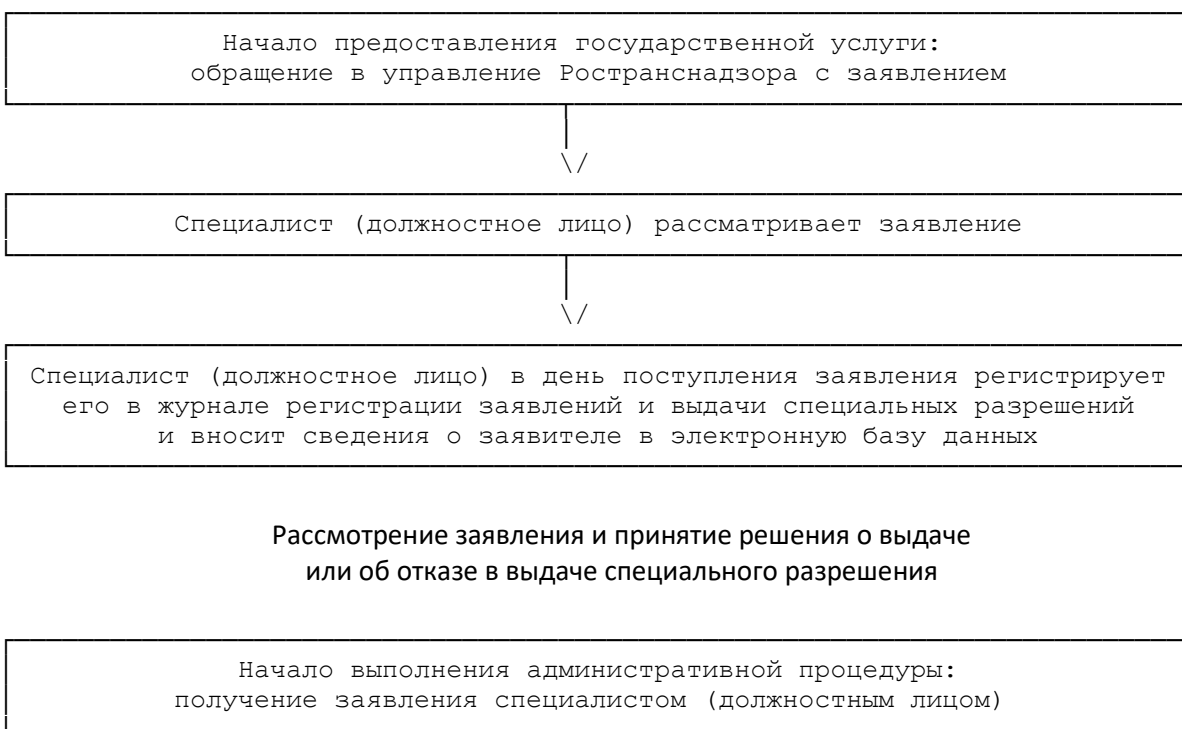 Начало предоставления государственной услуги:
обращение в управление Ространснадзора с заявлением
\/
Специалист (должностное лицо) рассматривает заявление
\/
Специалист (должностное лицо) в день поступления заявления регистрирует
его в журнале регистрации заявлений и выдачи специальных разрешений
и вносит сведения о заявителе в электронную базу данных
Рассмотрение заявления и принятие решения о выдаче
или об отказе в выдаче специального разрешения
Начало выполнения административной процедуры:
получение заявления специалистом (должностным лицом)